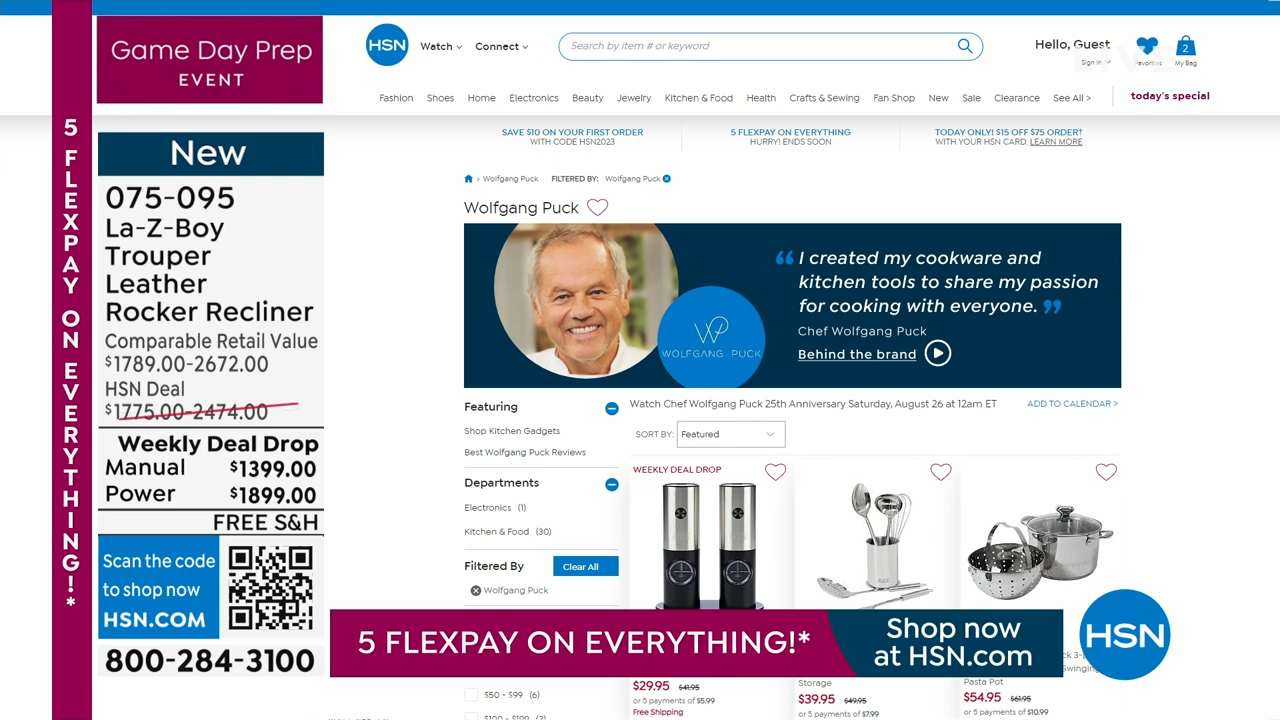 Game Day Prep
EVENT
5 FLEXPAY ON EVERYTHING!*
New
075-095
La-Z-Boy
Trouper
Leather
Rocker Recliner
Comparable Retail Value
$1789.00-2672.00
HSN Deal
$1775.00-2474.00
Weekly Deal Drop
Manual $1399.00
Power $1899.00
FREE S&H
Scan the code
to shop now
HSN.COM
800-284-3100
HSN
Watch
Connect
Search by item # or keyword
Hello, Guest
Sign In
Favorites
2
My Bag
Fashion Shoes Home Electronics Beauty Jewelry Kitchen & Food Health Crafts & Sewing Fan Shop New Sale Clearance See All >
today's special
SAVE $10 ON YOUR FIRST ORDER
WITH CODE HSN2023
5 FLEXPAY ON EVERYTHING
HURRY! ENDS SOON
TODAY ONLY! $15 OFF $75 ORDER†
WITH YOUR HSN CARD. LEARN MORE
> Wolfgang Puck FILTERED BY: Wolfgang Puck
Wolfgang Puck
“ I created my cookware and
kitchen tools to share my passion
for cooking with everyone. ”
Chef Wolfgang Puck
Behind the brand
WP
WOLFGANG PUCK
Featuring
Shop Kitchen Gadgets
Best Wolfgang Puck Reviews
Departments
Electronics (1)
Kitchen & Food (30)
Filtered By
Clear All
Wolfgang Puck
$50 - $99 (6)
Watch Chef Wolfgang Puck 25th Anniversary Saturday, August 26 at 12am ET
ADD TO CALENDAR >
SORT BY: Featured
WEEKLY DEAL DROP
$29.95 $41.95
or 5 payments of $5.99
Free Shipping
Storage
$39.95 $49.95
or 5 payments of $7.99
Pasta Pot
$54.95 $61.95
or 5 payments of $10.99
5 FLEXPAY ON EVERYTHING!*
Shop now
at HSN.com
HSN